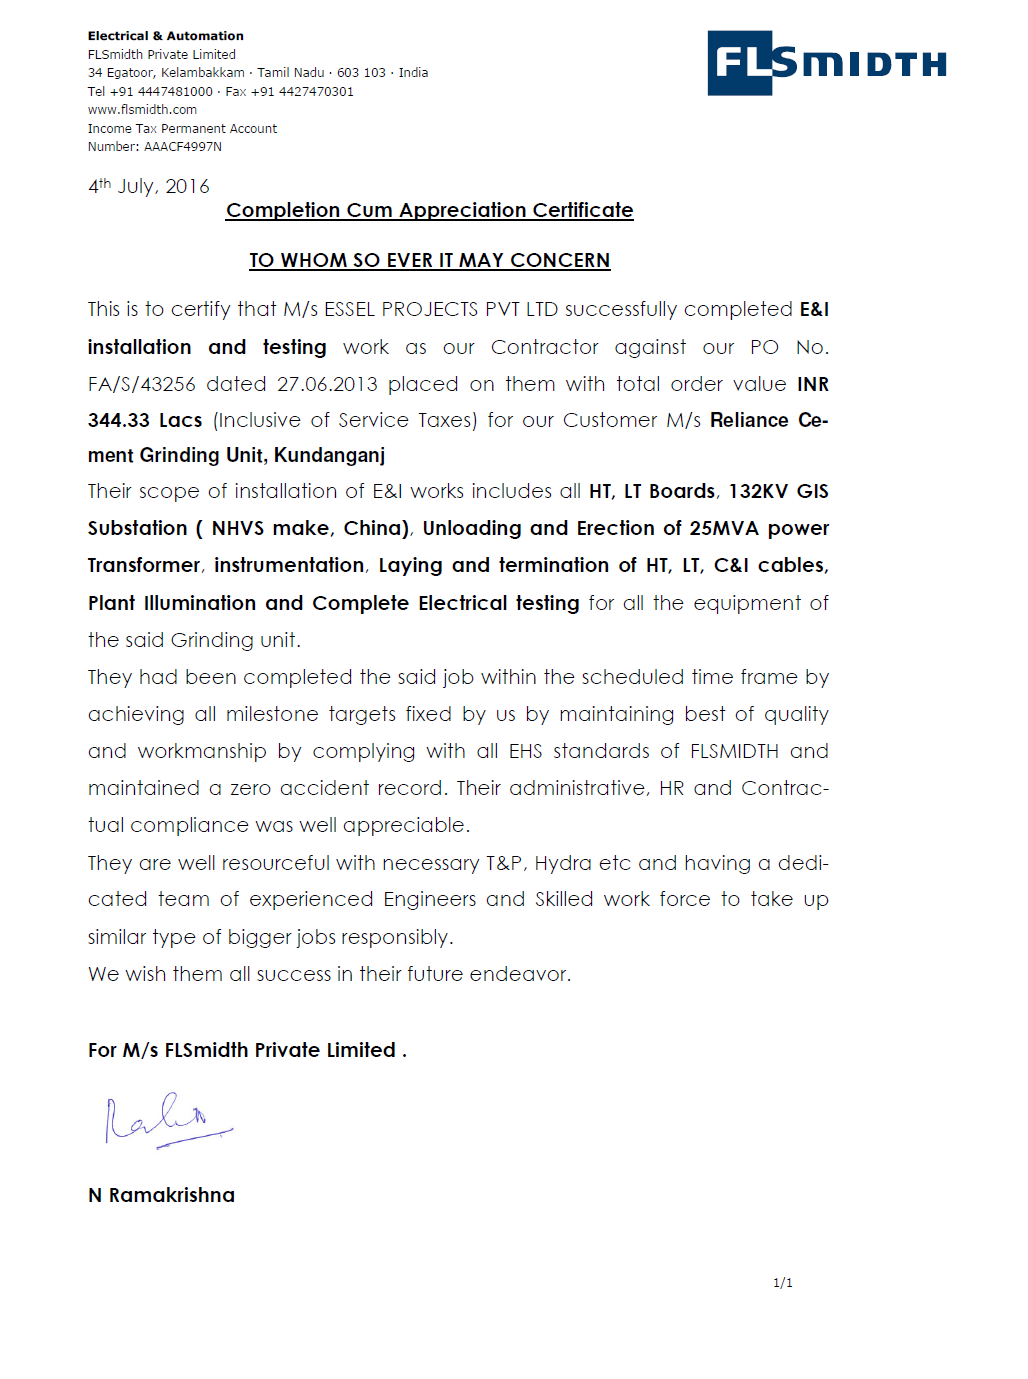 Electrical & Automation
FLSmidth Private Limited
34 Egatoor, Kelambakkam · Tamil Nadu · 603 103 · India
Tel +91 4447481000 · Fax +91 4427470301
www.flsmidth.com
Income Tax Permanent Account
Number: AAACF4997N
FLSMIDTH
4th July, 2016
Completion Cum Appreciation Certificate
TO WHOM SO EVER IT MAY CONCERN
This is to certify that M/s ESSEL PROJECTS PVT LTD successfully completed E&I
installation and testing work as our Contractor against our PO No.
FA/S/43256 dated 27.06.2013 placed on them with total order value INR
344.33 Lacs (Inclusive of Service Taxes) for our Customer M/s Reliance Ce-
ment Grinding Unit, Kundanganj
Their scope of installation of E&I works includes all HT, LT Boards, 132KV GIS
Substation ( NHVS make, China), Unloading and Erection of 25MVA power
Transformer, instrumentation, Laying and termination of HT, LT, C&I cables,
Plant Illumination and Complete Electrical testing for all the equipment of
the said Grinding unit.
They had been completed the said job within the scheduled time frame by
achieving all milestone targets fixed by us by maintaining best of quality
and workmanship by complying with all EHS standards of FLSMIDTH and
maintained a zero accident record. Their administrative, HR and Contrac-
tual compliance was well appreciable.
They are well resourceful with necessary T&P, Hydra etc and having a dedi-
cated team of experienced Engineers and Skilled work force to take up
similar type of bigger jobs responsibly.
We wish them all success in their future endeavor.
For M/s FLSmidth Private Limited .
N Ramakrishna
1/1